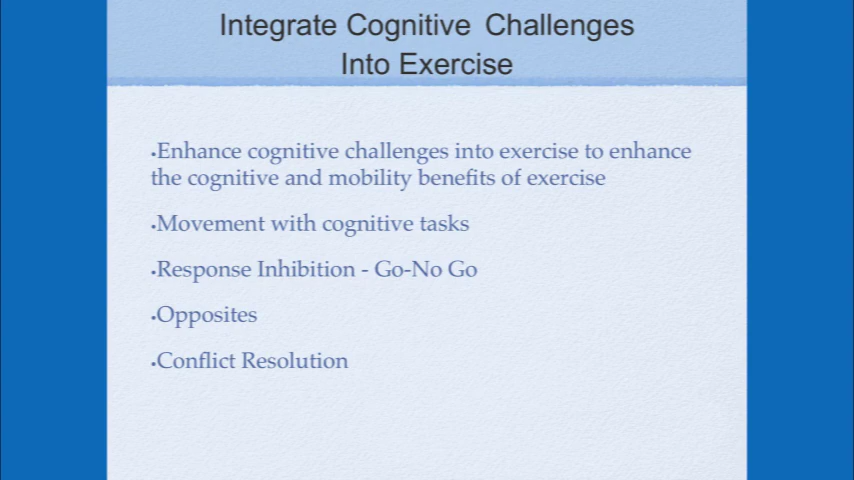 Integrate Cognitive Challenges
Into Exercise
•Enhance cognitive challenges into exercise to enhance
the cognitive and mobility benefits of exercise
•Movement with cognitive tasks
•Response Inhibition - Go-No Go
•Opposites
•Conflict Resolution